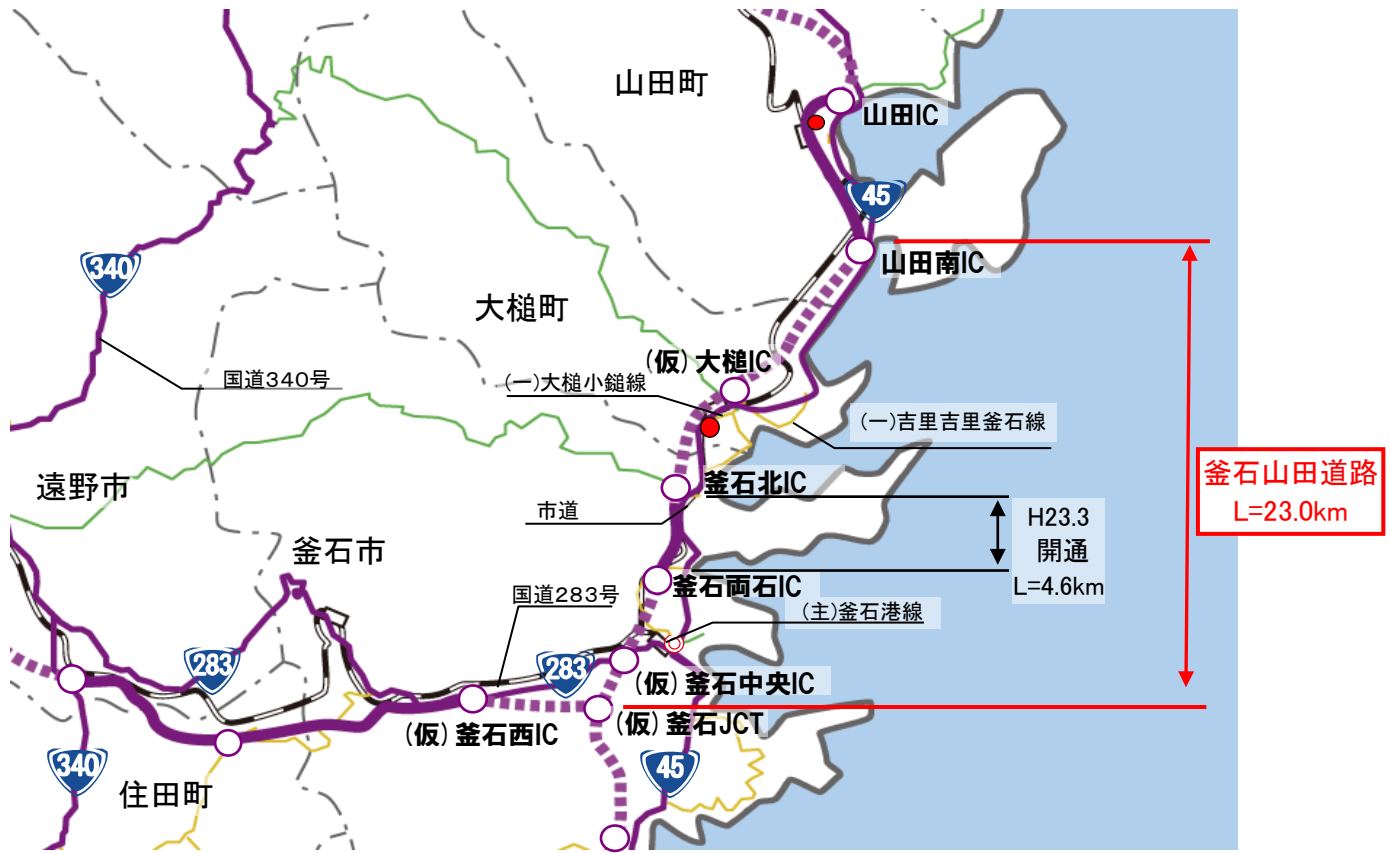 山田町
山田IC
45
山田南IC
340
大槌町
(仮)大槌IC
国道340号
(一)大槌小鎚線
(一)吉里吉里釜石線
釜石山田道路
L=23.0km
遠野市
釜石北IC
市道
H23.3
開通
L=4.6km
釜石市
釜石両石IC
国道283号
(主)釜石港線
283
283
(仮)釜石中央IC
(仮)釜石西IC
(仮)釜石JCT
340
45
住田町